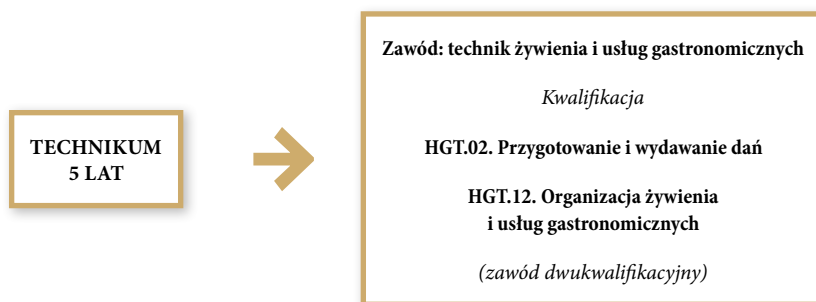 TECHNIKUM
5 LAT
Zawód: technik żywienia i usług gastronomicznych
Kwalifikacja
HGT.02. Przygotowanie i wydawanie dań
HGT.12. Organizacja żywienia
i usług gastronomicznych
(zawód dwukwalifikacyjny)